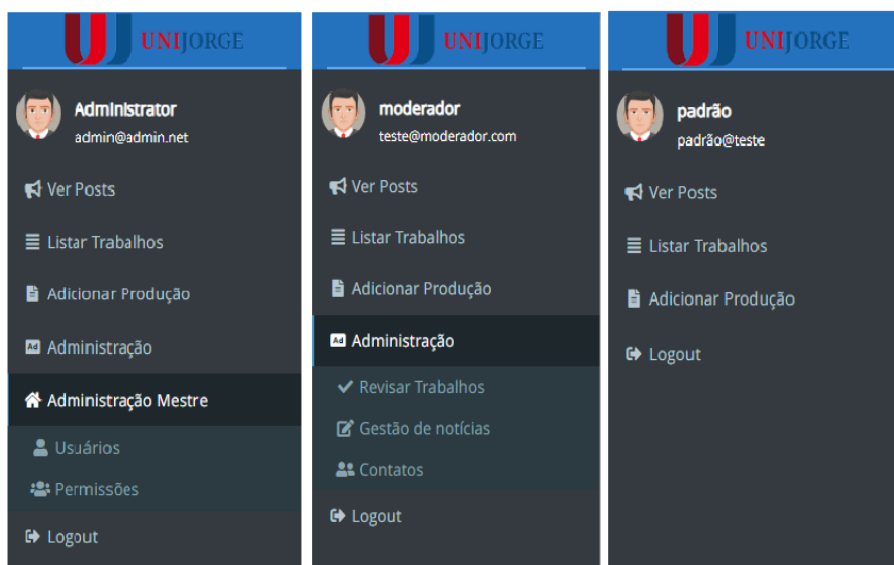 UNIJORGE
Administrator
admin@admin.net
Ver Posts
Listar Trabalhos
Adicionar Produção
Ad Administração
Administração Mestre
Usuários
Permissões
Logout
UNIJORGE
moderador
teste@moderador.com
Ver Posts
Listar Trabalhos
Adicionar Produção
Ad Administração
Revisar Trabalhos
Gestão de notícias
Contatos
Logout
UNIJORGE
padrão
padrão@teste
Ver Posts
Listar Trabalhos
Adicionar Produção
Logout